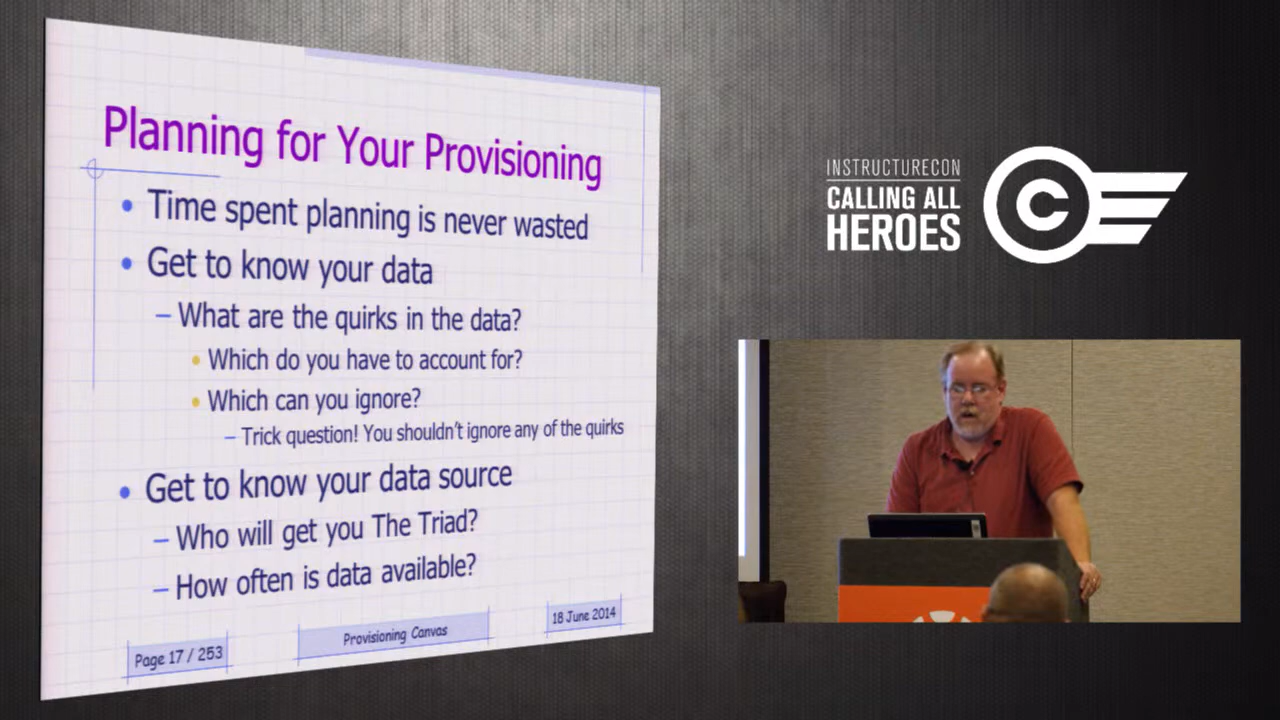 Planning for Your Provisioning
• Time spent planning is never wasted
• Get to know your data
– What are the quirks in the data?
• Which do you have to account for?
• Which can you ignore?
– Trick question! You shouldn't ignore any of the quirks
• Get to know your data source
– Who will get you The Triad?
– How often is data available?
Page 17 / 253
Provisioning Canvas
18 June 2014
INSTRUCTURECON
CALLING ALL
HEROES
C